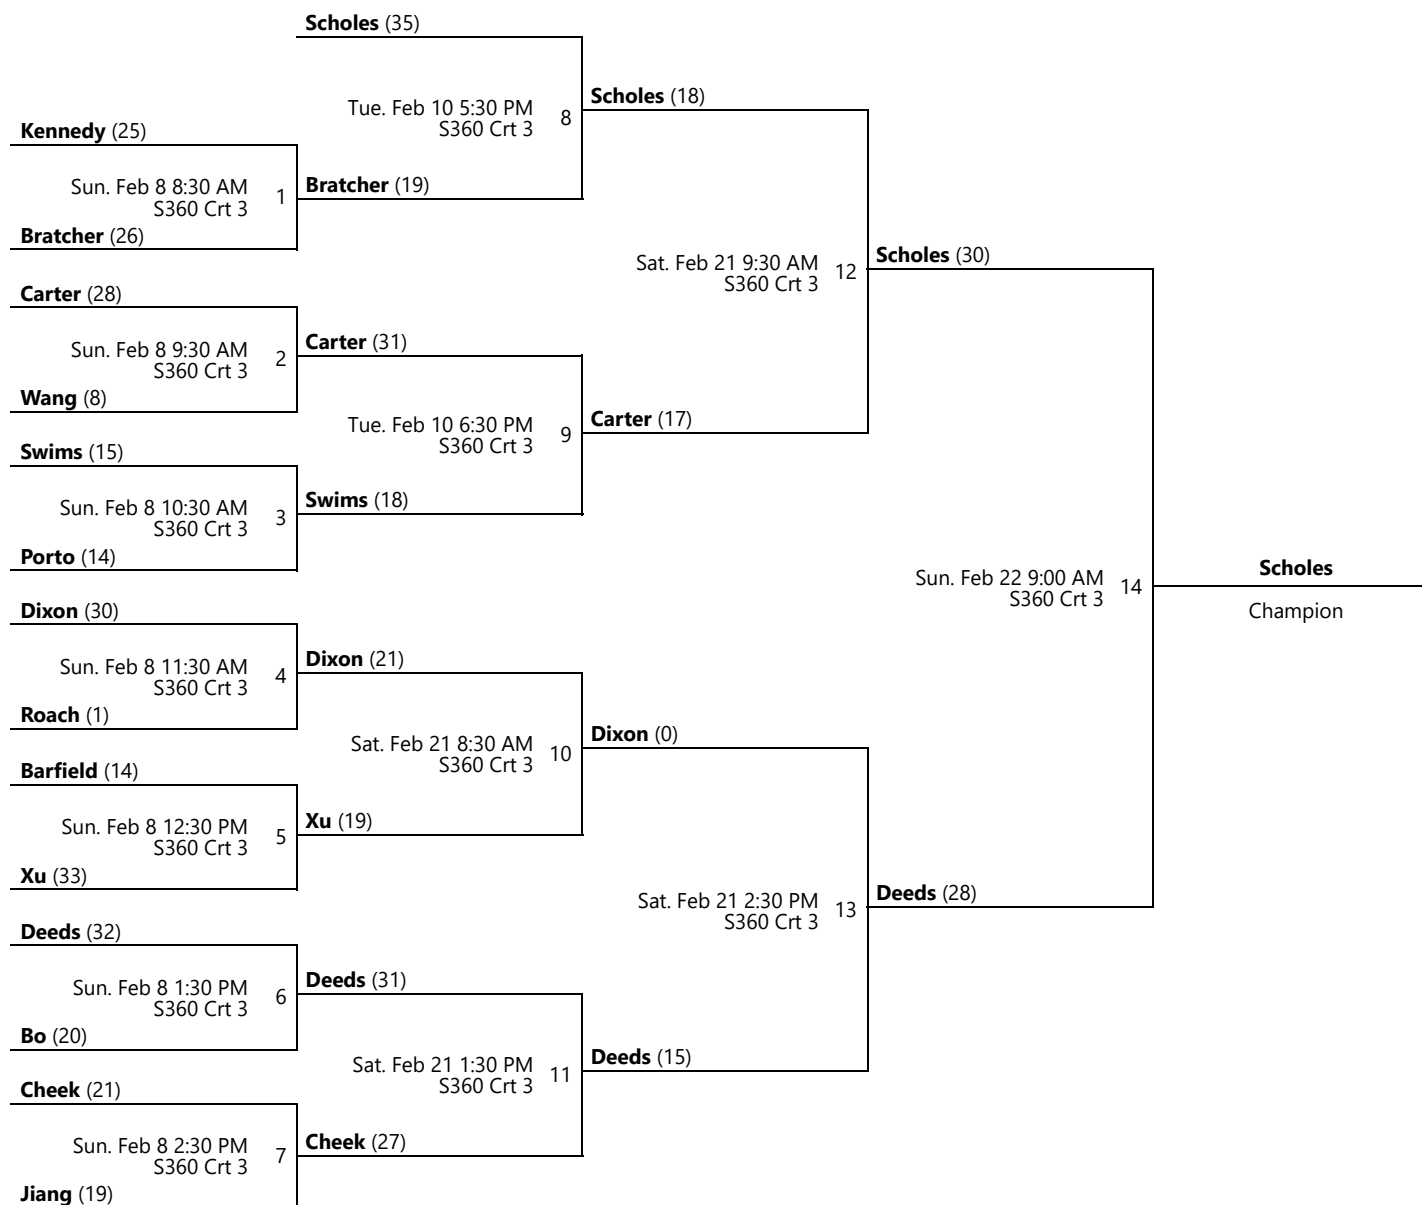 Scholes (35)
Tue. Feb 10 5:30 PM
S360 Crt 3
8
Scholes (18)
Kennedy (25)
Sun. Feb 8 8:30 AM
S360 Crt 3
1
Bratcher (19)
Bratcher (26)
Sat. Feb 21 9:30 AM
S360 Crt 3
12
Scholes (30)
Carter (28)
Sun. Feb 8 9:30 AM
S360 Crt 3
2
Carter (31)
Wang (8)
Tue. Feb 10 6:30 PM
S360 Crt 3
9
Carter (17)
Swims (15)
Sun. Feb 8 10:30 AM
S360 Crt 3
3
Swims (18)
Porto (14)
Sun. Feb 22 9:00 AM
S360 Crt 3
14
Scholes
Champion
Dixon (30)
Sun. Feb 8 11:30 AM
S360 Crt 3
4
Dixon (21)
Roach (1)
Sat. Feb 21 8:30 AM
S360 Crt 3
10
Dixon (0)
Barfield (14)
Sun. Feb 8 12:30 PM
S360 Crt 3
5
Xu (19)
Xu (33)
Sat. Feb 21 2:30 PM
S360 Crt 3
13
Deeds (28)
Deeds (32)
Sun. Feb 8 1:30 PM
S360 Crt 3
6
Deeds (31)
Bo (20)
Sat. Feb 21 1:30 PM
S360 Crt 3
11
Deeds (15)
Cheek (21)
Sun. Feb 8 2:30 PM
S360 Crt 3
7
Cheek (27)
Jiang (19)